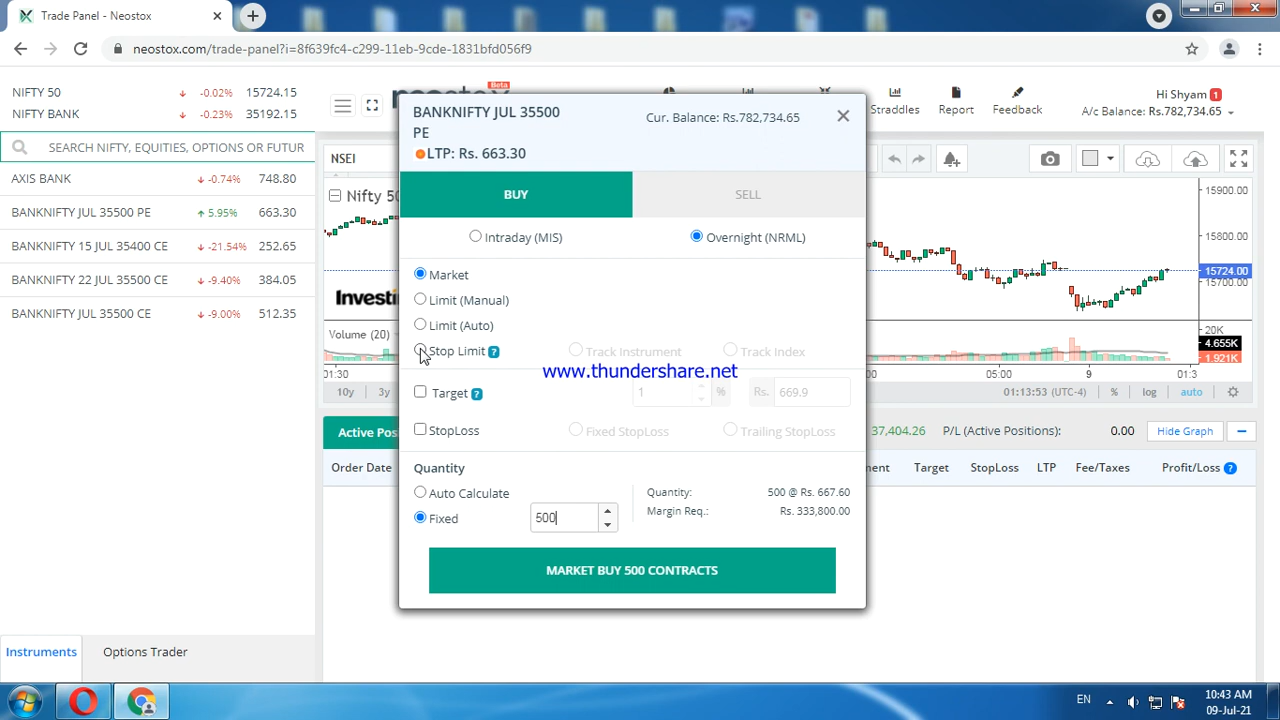 Trade Panel - Neostox
neostox.com/trade-panel?i=8f639fc4-c299-11eb-9cde-1831bfd056f9
NIFTY 50 -0.02% 15724.15
NIFTY BANK -0.23% 35192.15
SEARCH NIFTY, EQUITIES, OPTIONS OR FUTUR
AXIS BANK -0.74% 748.80
BANKNIFTY JUL 35500 PE 5.95% 663.30
BANKNIFTY 15 JUL 35400 CE -21.54% 252.65
BANKNIFTY 22 JUL 35500 CE -9.40% 384.05
BANKNIFTY JUL 35500 CE -9.00% 512.35
Instruments Options Trader
Beta
Straddles Report Feedback
Hi Shyam 1
A/c Balance: Rs.782,734.65
NSEI
Nifty 50
Investin
Volume (20)
15900.00
15800.00
15724.00
15700.00
20K
4.655K
1.921K
01:30 05:00 9 01:3
10y 3y 01:13:53 (UTC-4) % log auto
BANKNIFTY JUL 35500
PE
LTP: Rs. 663.30
Cur. Balance: Rs.782,734.65
BUY SELL
Intraday (MIS) Overnight (NRML)
Market
Limit (Manual)
Limit (Auto)
Stop Limit ? Track Instrument Track Index
www.thundershare.net
Target ? 1 % Rs. 669.9
StopLoss Fixed StopLoss Trailing StopLoss
Quantity
Auto Calculate
Fixed 500
Quantity: 500 @ Rs. 667.60
Margin Req.: Rs. 333,800.00
MARKET BUY 500 CONTRACTS
Active Pos 37,404.26 P/L (Active Positions): 0.00 Hide Graph
Order Date ment Target StopLoss LTP Fee/Taxes Profit/Loss ?
EN 10:43 AM
09-Jul-21